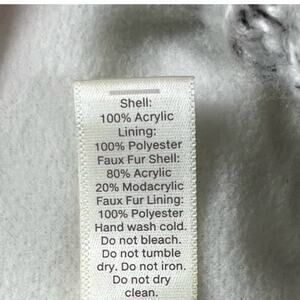 Shell:
100% Acrylic
Lining:
100% Polyester
Faux Fur Shell:
80% Acrylic
20% Modacrylic
Faux Fur Lining:
100% Polyester
Hand wash cold.
Do not bleach.
Do not tumble
dry. Do not iron.
Do not dry
clean.